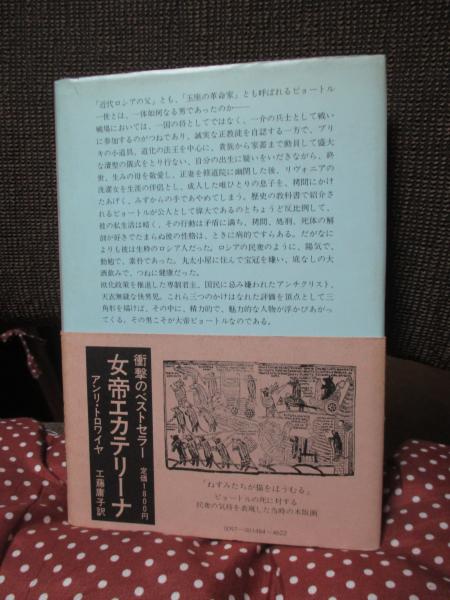 「近代ロシアの父」とも、「玉座の革命家」とも呼ばれるピョートル
一世とは、一体如何なる男であったのか──
戦場においては、一国の将としてではなく、一介の兵士として戦い
に参加するのがつねであり、誠実な正教徒を自認する一方で、ブリ
キの小道具、道化の法王を中心に、貴族から家畜まで動員して盛大
な瀆聖の儀式をとり行ない、自分の出生に疑いをいだきながら、終
世、生みの母を敬愛し、正妻を修道院に幽閉した後、リヴォニアの
洗濯女を生涯の伴侶とし、成人した唯ひとりの息子を、拷問にかけ
たあげく、みずからの手であやめてしまう。歴史の教科書で紹介さ
れるピョートルが公人として偉大であるのとちょうど反比例して、
彼の私生活は暗く、その行動は矛盾に満ち、拷問、処刑、死体の解
剖が好きでたまらぬ彼の性格は、ときに病的ですらある。だがなに
よりも彼は生粋のロシア人だった。ロシアの民衆のように、陽気で、
動物で、素朴であった。丸太小屋に住んで宝冠を嫌い、底なしの大
酒飲みで、つねに健康だった。
欧化政策を推進した専制君主、国民に忌み嫌われたアンチクリスト、
天衣無縫な快男児。これら三つのかけはなれた評価を頂点として三
角形を描けば、その中に、精力的で、魅力的な人物が浮かびあがっ
てくる。その男こそが大帝ピョートルなのである。
衝撃のベストセラー
定価1800円
女帝エカテリーナ
アンリ・トロワイヤ
工藤庸子訳
「ねずみたちが猫をほうむる」
ピョートルの死に対する
民衆の気持を表現した当時の木版画